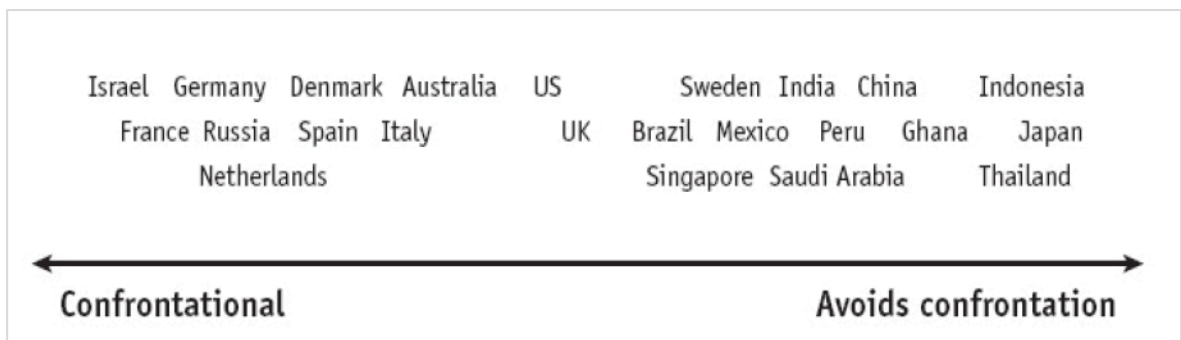 Israel Germany Denmark Australia US Sweden India China Indonesia
France Russia Spain Italy UK Brazil Mexico Peru Ghana Japan
Netherlands Singapore Saudi Arabia Thailand
Confrontational Avoids confrontation